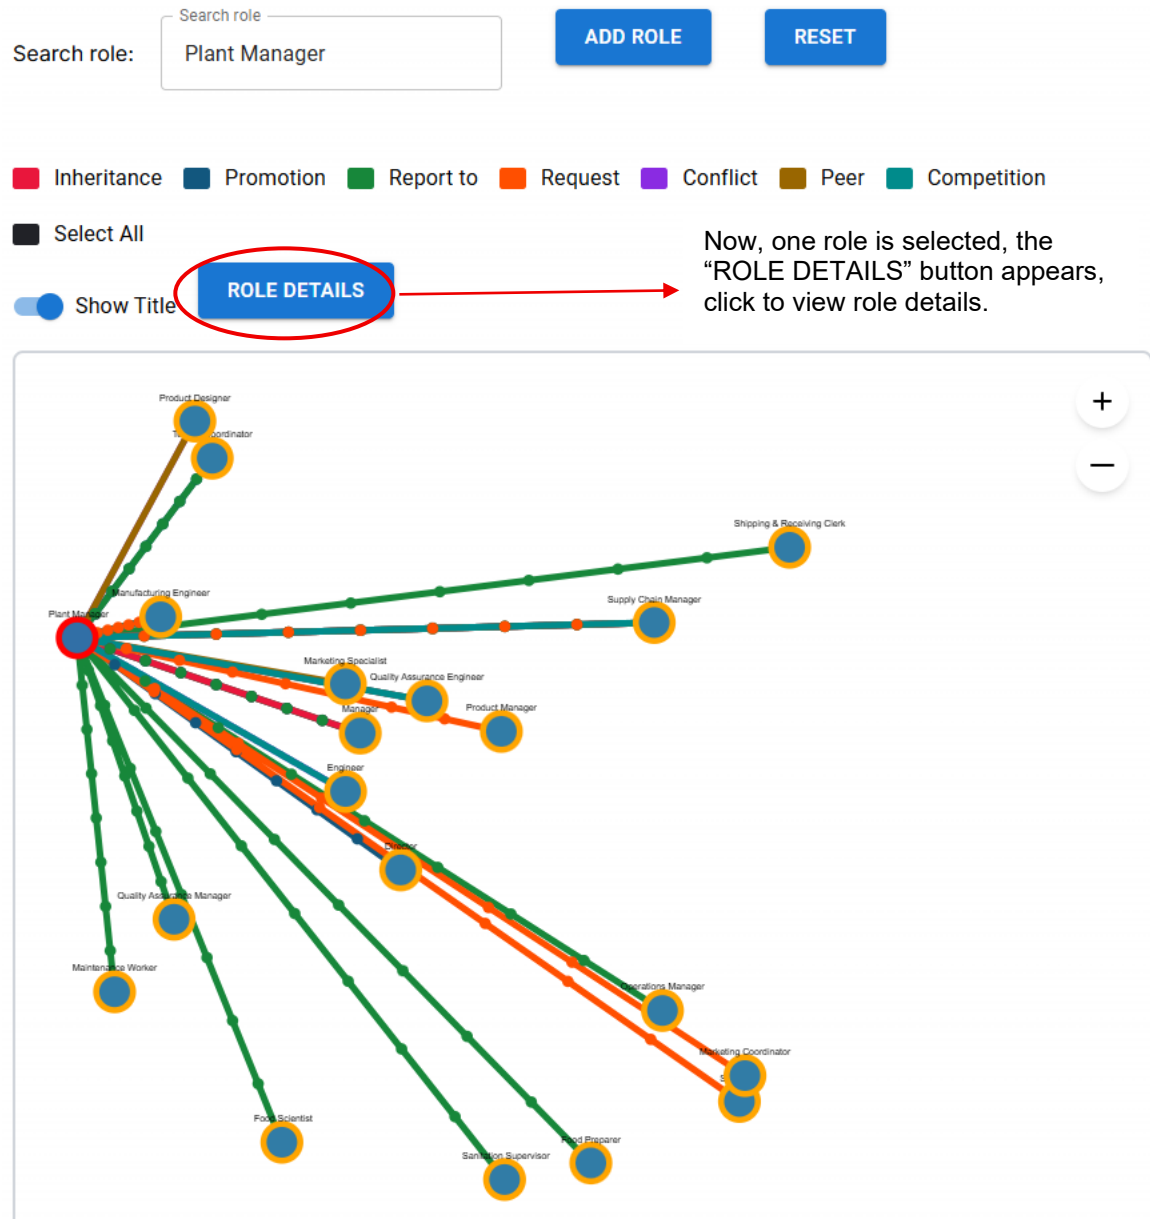 Search role
Search role:
Plant Manager
ADD ROLE
RESET
Inheritance
Promotion
Report to
Request
Conflict
Peer
Competition
Select All
Now, one role is selected, the
“ROLE DETAILS” button appears,
click to view role details.
Show Title
ROLE DETAILS
+
−
Product Designer
Shipping & Receiving Clerk
Manufacturing Engineer
Supply Chain Manager
Plant Manager
Marketing Specialist
Quality Assurance Engineer
Manager
Product Manager
Engineer
Director
Quality Assurance Manager
Maintenance Worker
Operations Manager
Marketing Coordinator
Food Scientist
Food Preparer
Sanitation Supervisor